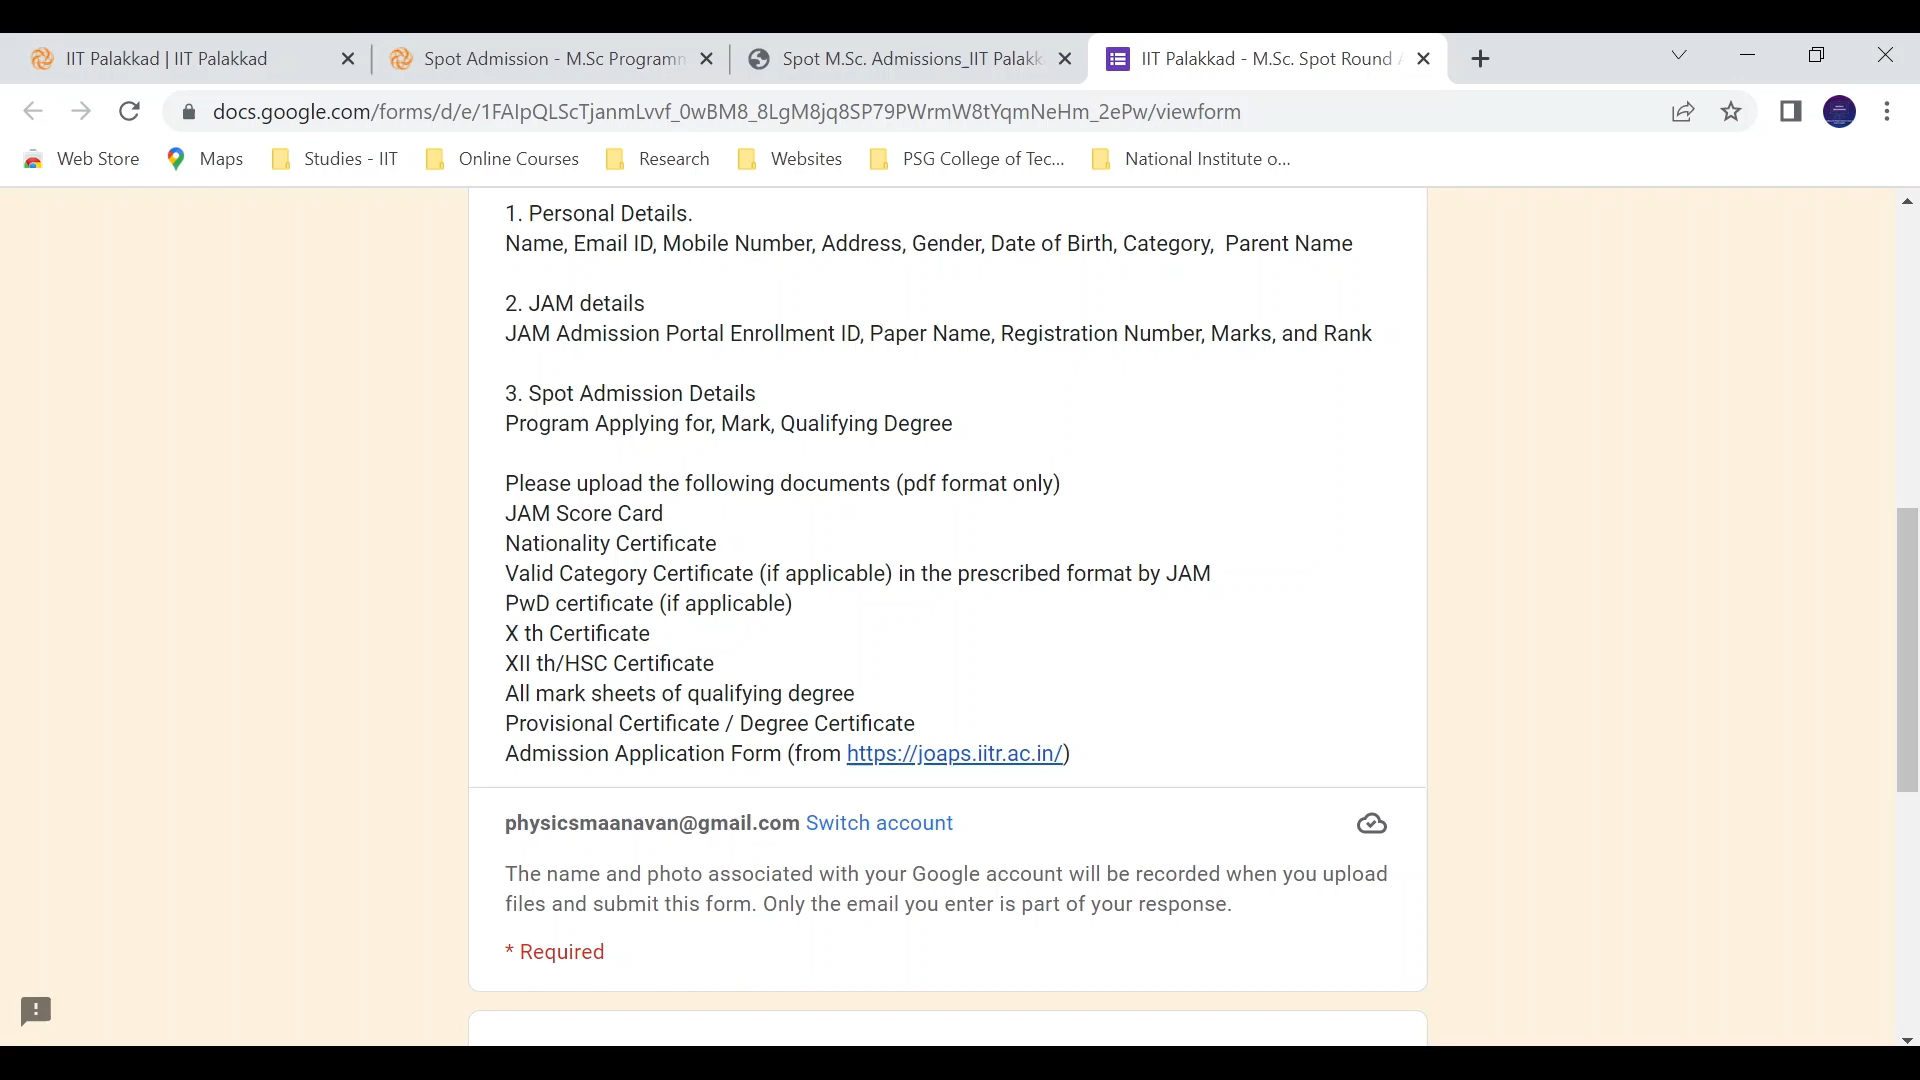 IIT Palakkad | IIT Palakkad
Spot Admission - M.Sc Programm
Spot M.Sc. Admissions_IIT Palakk
IIT Palakkad - M.Sc. Spot Round A
docs.google.com/forms/d/e/1FAIpQLScTjanmLvvf_0wBM8_8LgM8jq8SP79PWrmW8tYqmNeHm_2ePw/viewform
Web Store
Maps
Studies - IIT
Online Courses
Research
Websites
PSG College of Tec...
National Institute o...
1. Personal Details.
Name, Email ID, Mobile Number, Address, Gender, Date of Birth, Category, Parent Name
2. JAM details
JAM Admission Portal Enrollment ID, Paper Name, Registration Number, Marks, and Rank
3. Spot Admission Details
Program Applying for, Mark, Qualifying Degree
Please upload the following documents (pdf format only)
JAM Score Card
Nationality Certificate
Valid Category Certificate (if applicable) in the prescribed format by JAM
PwD certificate (if applicable)
X th Certificate
XII th/HSC Certificate
All mark sheets of qualifying degree
Provisional Certificate / Degree Certificate
Admission Application Form (from https://joaps.iitr.ac.in/)
physicsmaanavan@gmail.com Switch account
The name and photo associated with your Google account will be recorded when you upload
files and submit this form. Only the email you enter is part of your response.
* Required